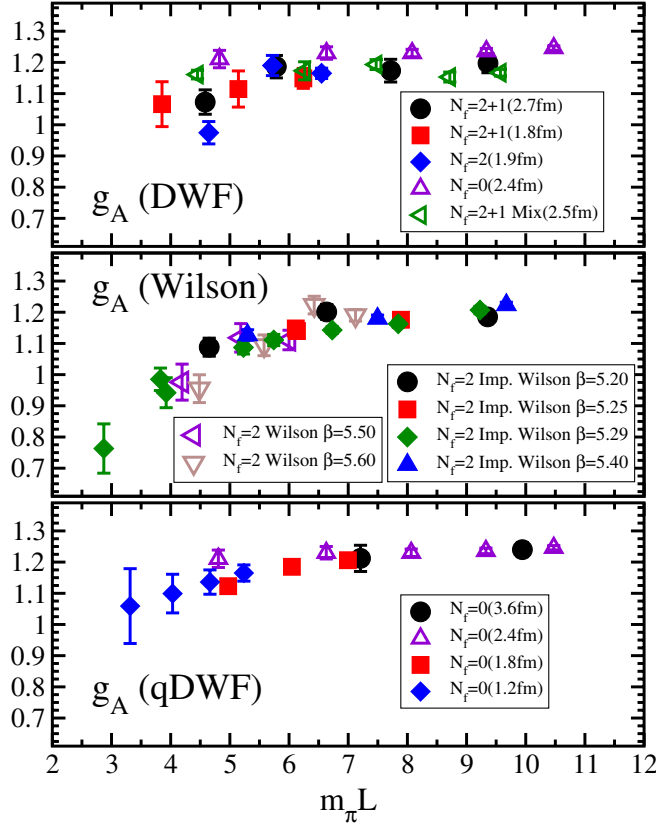 1.3
1.2
1.1
1
0.9
0.8
0.7
g_A (DWF)
N_f=2+1(2.7fm)
N_f=2+1(1.8fm)
N_f=2(1.9fm)
N_f=0(2.4fm)
N_f=2+1 Mix(2.5fm)
1.3
1.2
1.1
1
0.9
0.8
0.7
g_A (Wilson)
N_f=2 Wilson β=5.50
N_f=2 Wilson β=5.60
N_f=2 Imp. Wilson β=5.20
N_f=2 Imp. Wilson β=5.25
N_f=2 Imp. Wilson β=5.29
N_f=2 Imp. Wilson β=5.40
1.3
1.2
1.1
1
0.9
0.8
0.7
g_A (qDWF)
N_f=0(3.6fm)
N_f=0(2.4fm)
N_f=0(1.8fm)
N_f=0(1.2fm)
2 3 4 5 6 7 8 9 10 11 12
m_πL